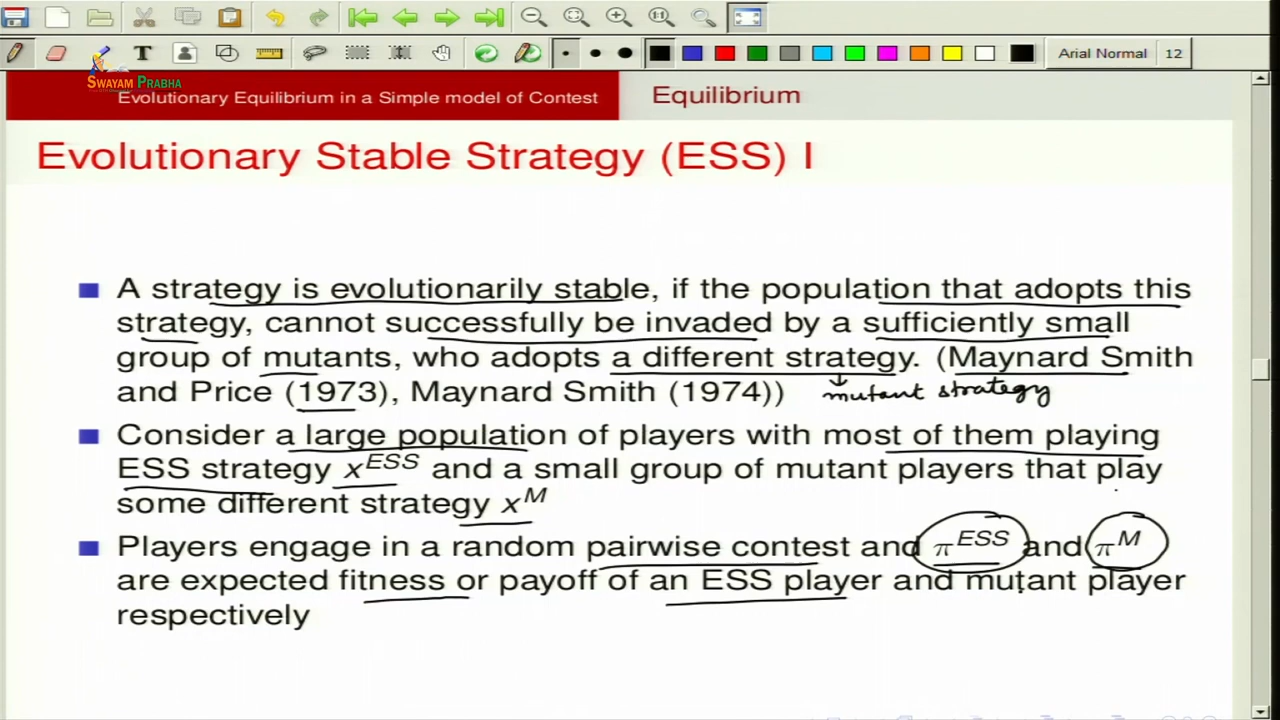 Arial Normal 12
SWAYAM PRABHA
Evolutionary Equilibrium in a Simple model of Contest Equilibrium
Evolutionary Stable Strategy (ESS) I
A strategy is evolutionarily stable, if the population that adopts this
strategy, cannot successfully be invaded by a sufficiently small
group of mutants, who adopts a different strategy. (Maynard Smith
and Price (1973), Maynard Smith (1974))
mutant strategy
Consider a large population of players with most of them playing
ESS strategy x^ESS and a small group of mutant players that play
some different strategy x^M
Players engage in a random pairwise contest and π^ESS and π^M
are expected fitness or payoff of an ESS player and mutant player
respectively